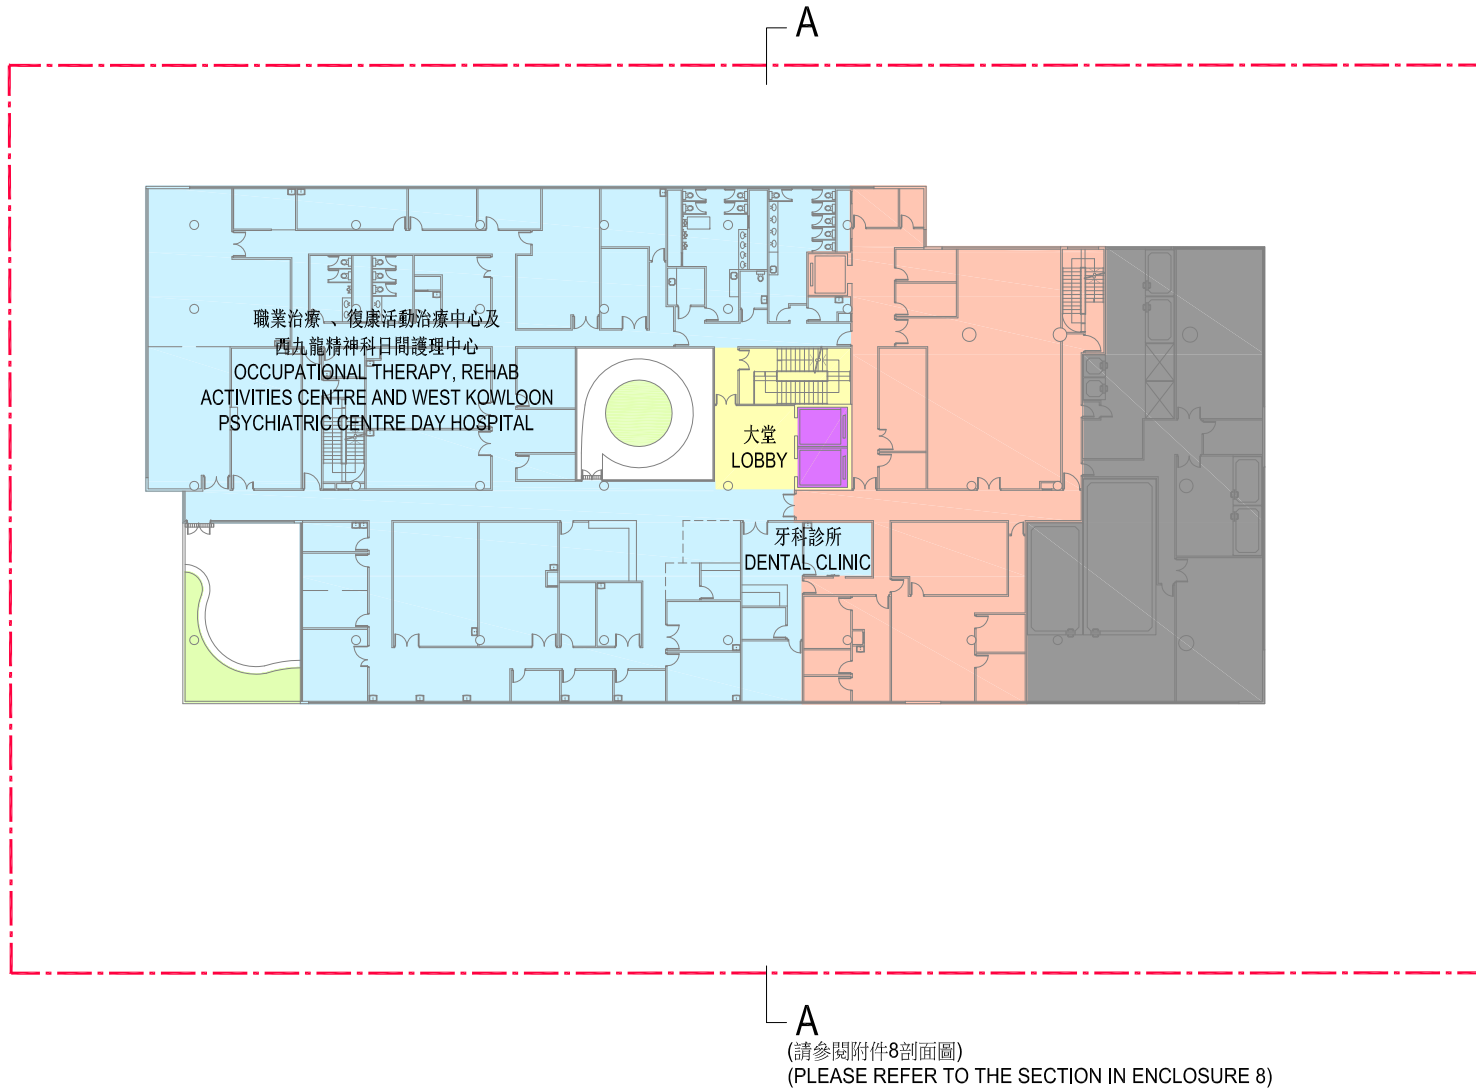 A
職業治療、復康活動治療中心及
西九龍精神科日間護理中心
OCCUPATIONAL THERAPY, REHAB
ACTIVITIES CENTRE AND WEST KOWLOON
PSYCHIATRIC CENTRE DAY HOSPITAL
大堂
LOBBY
牙科診所
DENTAL CLINIC
A
(請參閱附件8剖面圖)
(PLEASE REFER TO THE SECTION IN ENCLOSURE 8)